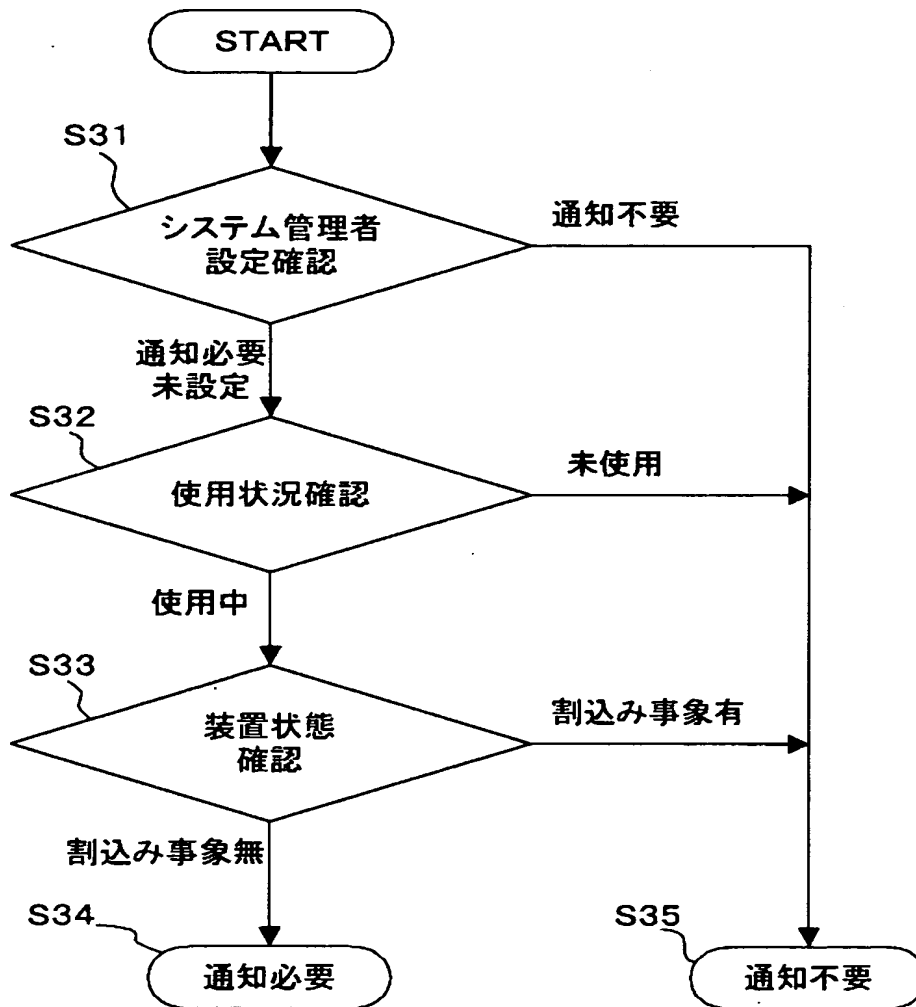 START
S31
システム管理者
設定確認
通知不要
通知必要
未設定
S32
使用状況確認
未使用
使用中
S33
装置状態
確認
割込み事象有
割込み事象無
S34
通知必要
S35
通知不要